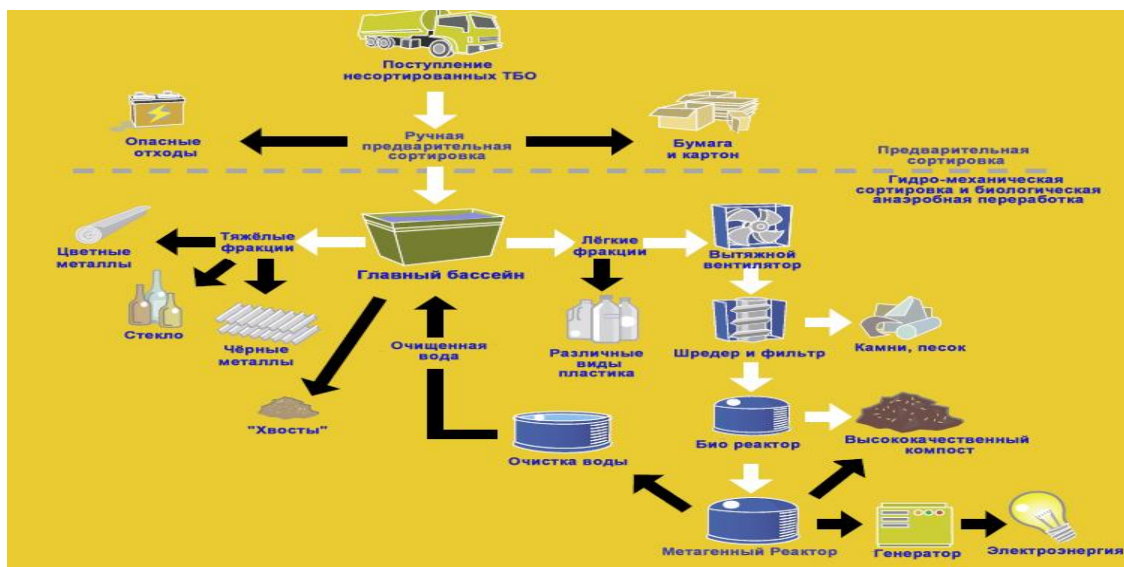 Поступление
несортированных ТБО
Опасные
отходы
Ручная
предварительная
сортировка
Бумага
и картон
Предварительная
сортировка
Гидро-механическая
сортировка и биологическая
анаэробная переработка
Цветные
металлы
Тяжёлые
фракции
Главный бассейн
Лёгкие
фракции
Вытяжной
вентилятор
Стекло
Чёрные
металлы
Очищенная
вода
Различные
виды
пластика
Шредер и фильтр
Камни, песок
"Хвосты"
Очистка воды
Био реактор
Высококачественный
компост
Метагенный Реактор
Генератор
Электроэнергия